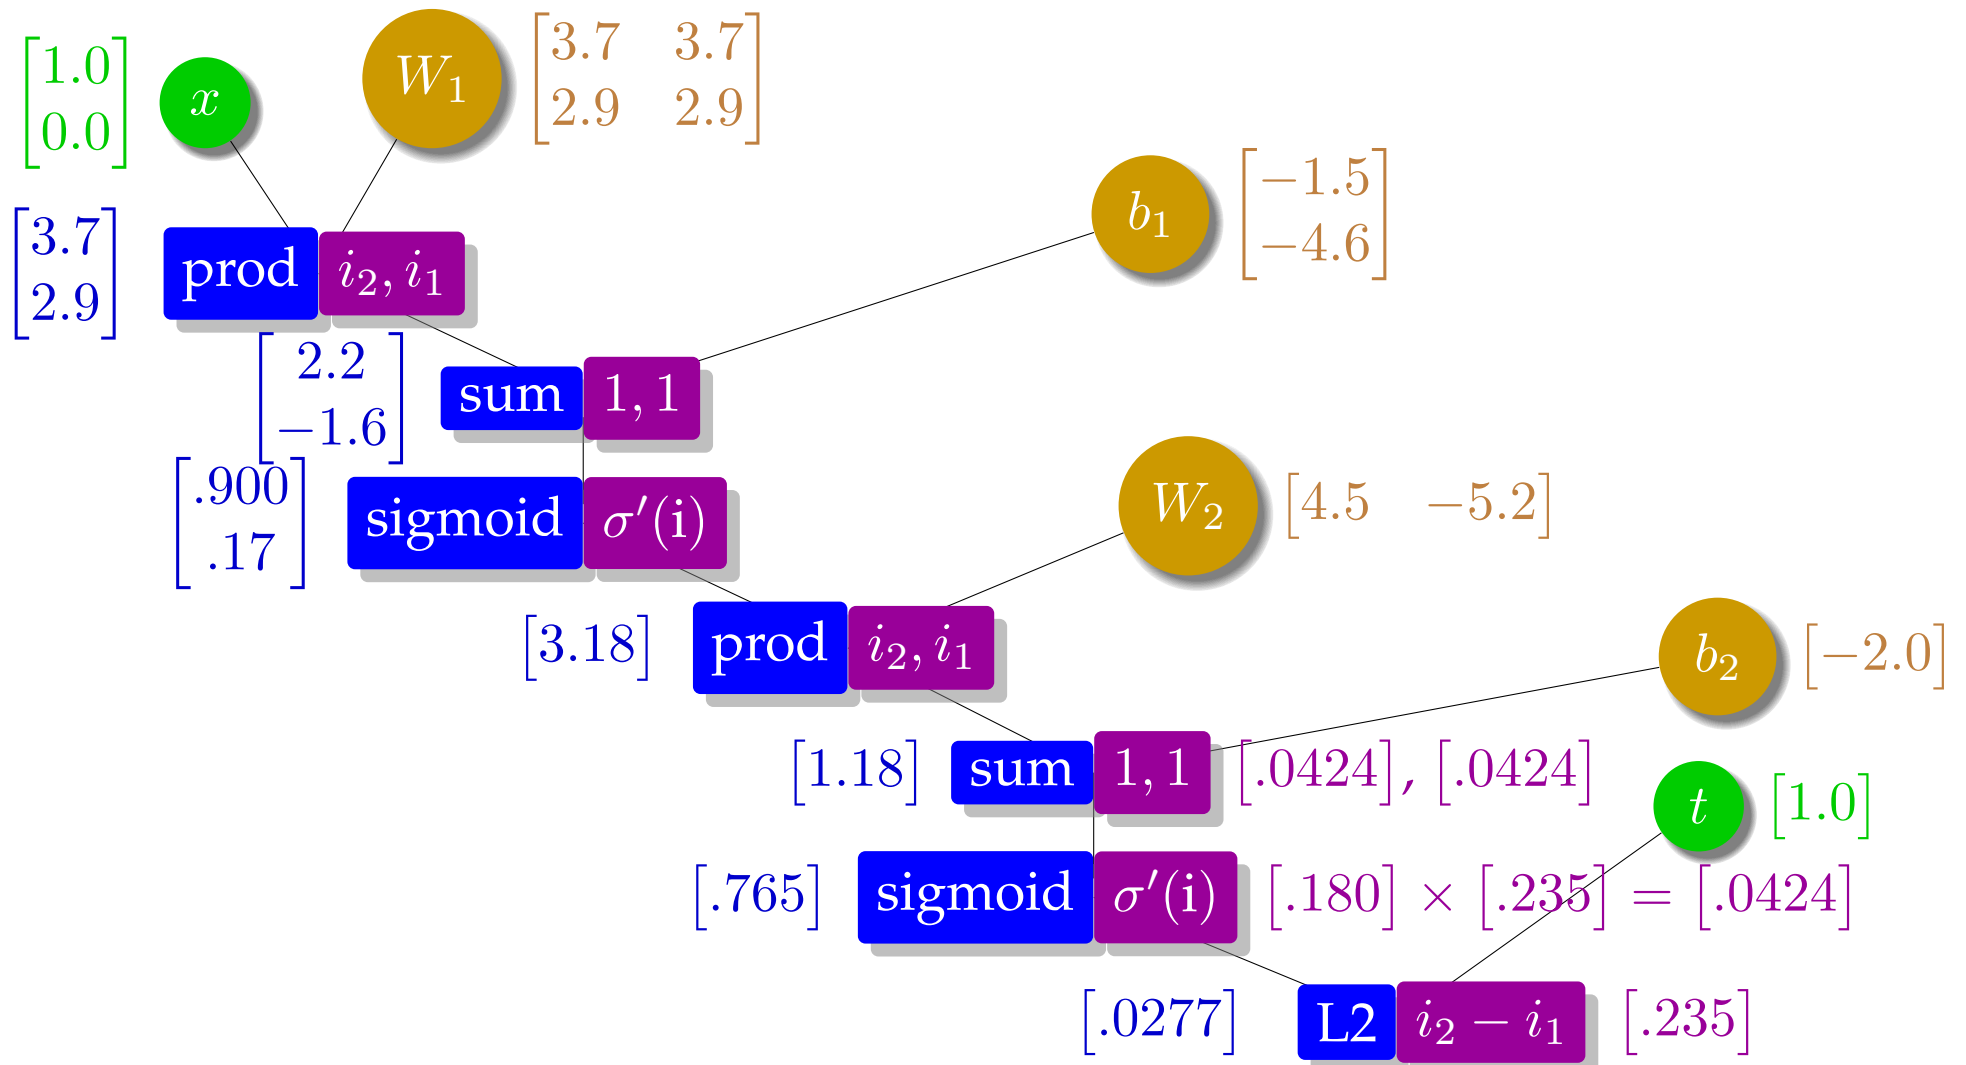 [1.0 0.0] x W₁ [3.7 3.7 2.9 2.9]
[3.7 2.9] prod i₂, i₁ b₁ [−1.5 −4.6]
[2.2 −1.6] sum 1, 1
[.900 .17] sigmoid σ′(i) W₂ [4.5 −5.2]
[3.18] prod i₂, i₁ b₂ [−2.0]
[1.18] sum 1, 1 [.0424], [.0424] t [1.0]
[.765] sigmoid σ′(i) [.180] × [.235] = [.0424]
[.0277] L2 i₂ − i₁ [.235]